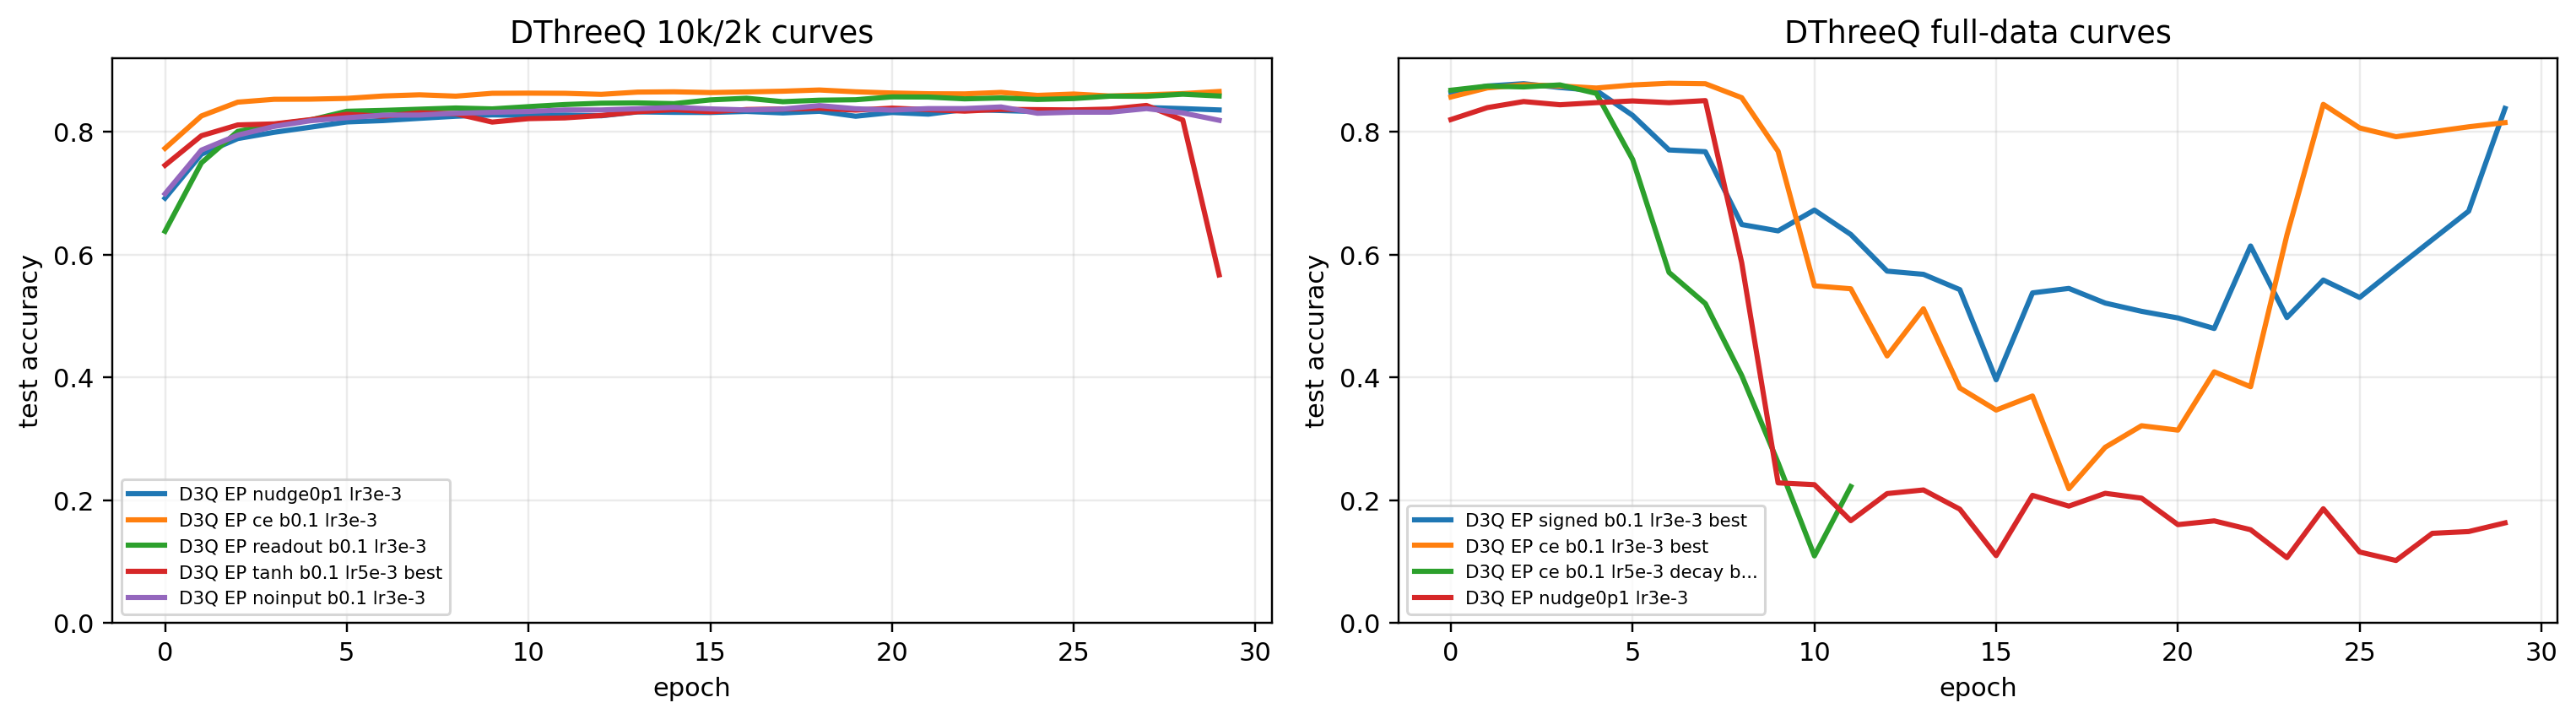 DThreeQ 10k/2k curves
test accuracy
0.8
0.6
0.4
0.2
0.0
D3Q EP nudge0p1 lr3e-3
D3Q EP ce b0.1 lr3e-3
D3Q EP readout b0.1 lr3e-3
D3Q EP tanh b0.1 lr5e-3 best
D3Q EP noinput b0.1 lr3e-3
0 5 10 15 20 25 30
epoch
DThreeQ full-data curves
test accuracy
0.8
0.6
0.4
0.2
0.0
D3Q EP signed b0.1 lr3e-3 best
D3Q EP ce b0.1 lr3e-3 best
D3Q EP ce b0.1 lr5e-3 decay b...
D3Q EP nudge0p1 lr3e-3
0 5 10 15 20 25 30
epoch